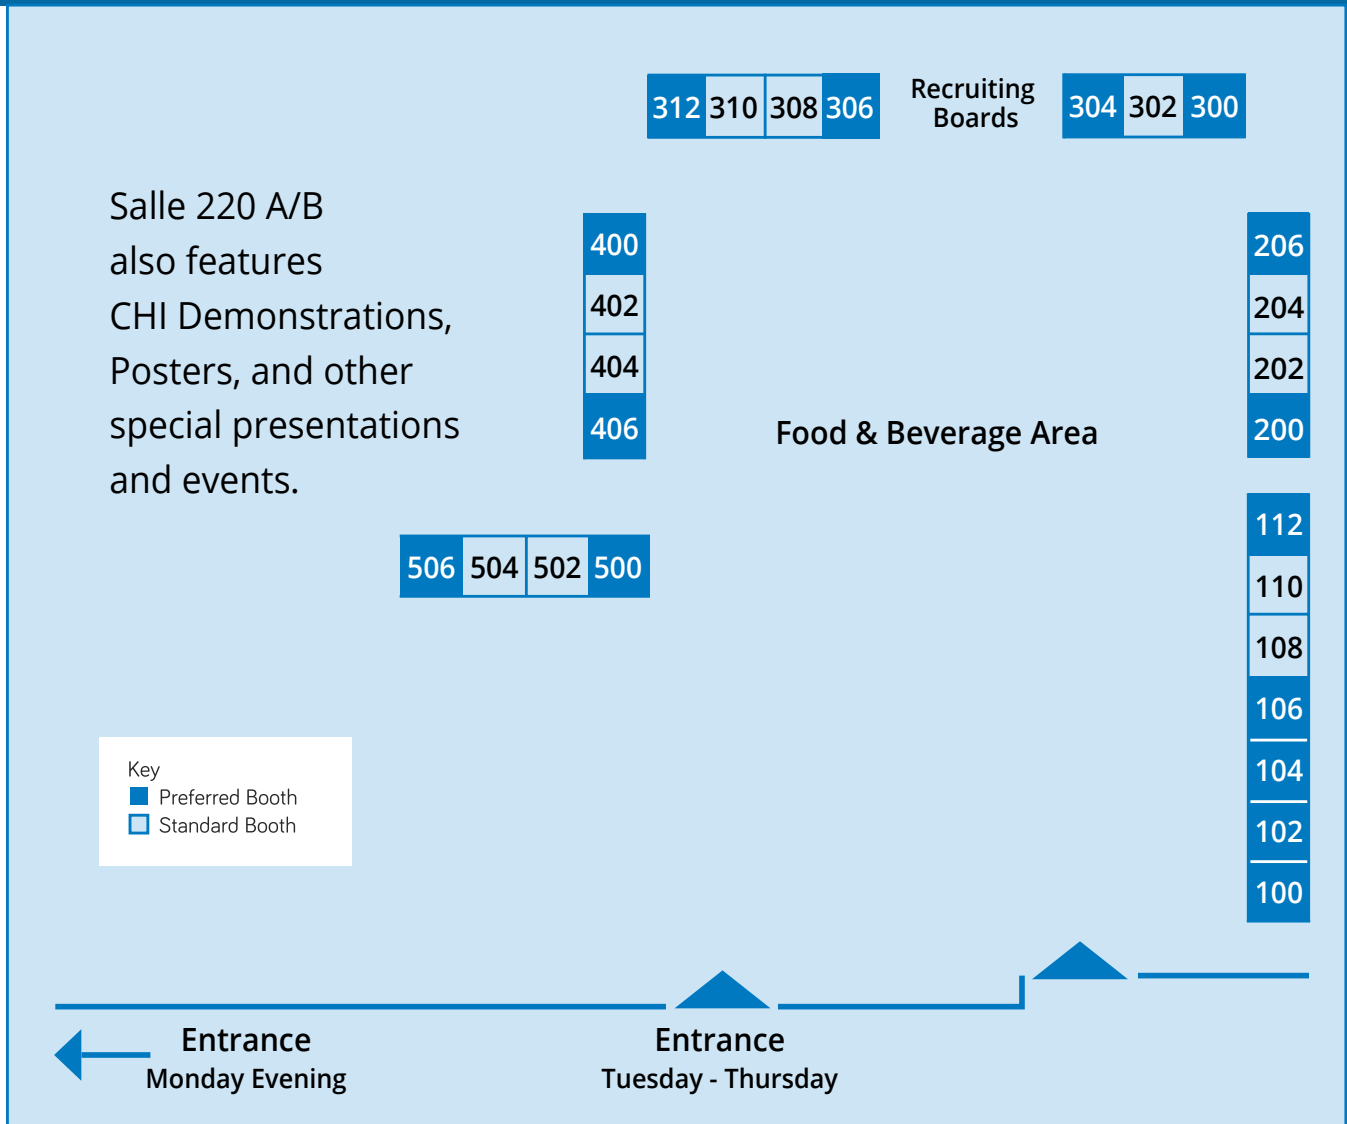 312 310 308 306
Recruiting
Boards
304 302 300
Salle 220 A/B
also features
CHI Demonstrations,
Posters, and other
special presentations
and events.
400
402
404
406
206
204
202
200
Food & Beverage Area
112
110
108
106
104
102
100
506 504 502 500
Key
Preferred Booth
Standard Booth
Entrance
Monday Evening
Entrance
Tuesday - Thursday